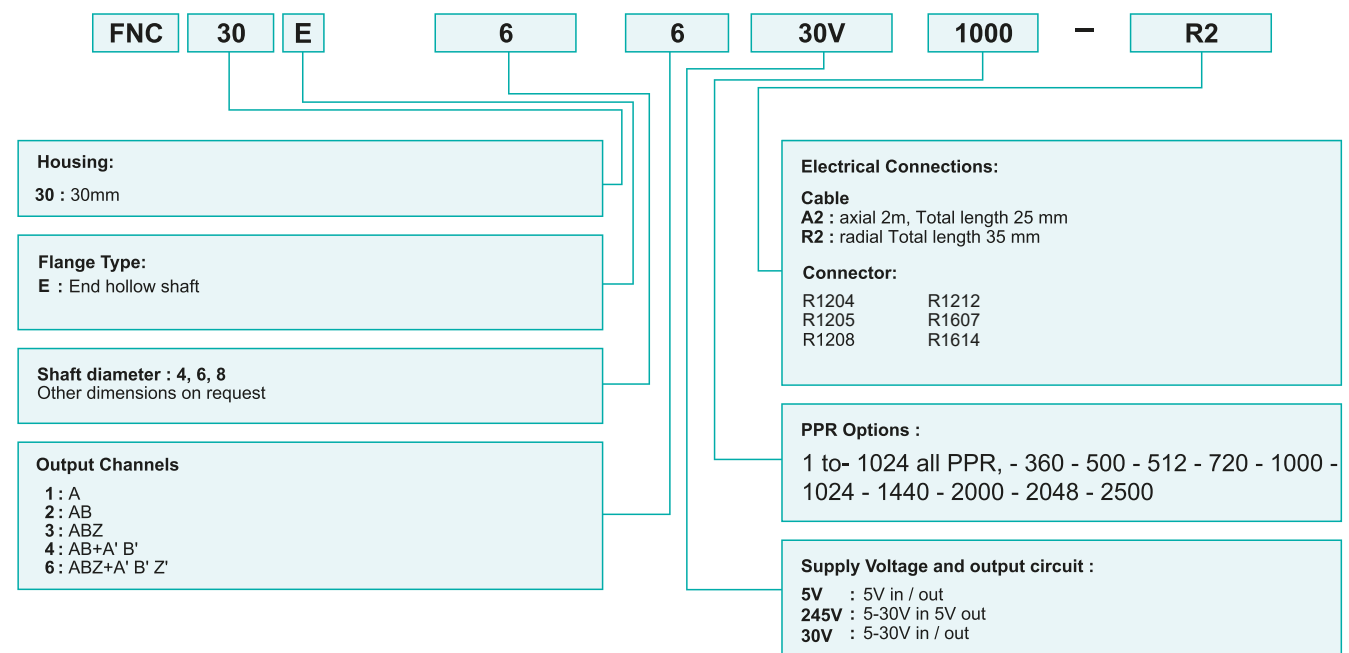 FNC 30 E 6 6 30V 1000 – R2
Housing:
30 : 30mm
Flange Type:
E : End hollow shaft
Shaft diameter : 4, 6, 8
Other dimensions on request
Output Channels
1 : A
2 : AB
3 : ABZ
4 : AB+A' B'
6 : ABZ+A' B' Z'
Electrical Connections:
Cable
A2 : axial 2m, Total length 25 mm
R2 : radial Total length 35 mm
Connector:
R1204 R1212
R1205 R1607
R1208 R1614
PPR Options :
1 to- 1024 all PPR, - 360 - 500 - 512 - 720 - 1000 -
1024 - 1440 - 2000 - 2048 - 2500
Supply Voltage and output circuit :
5V : 5V in / out
245V : 5-30V in 5V out
30V : 5-30V in / out